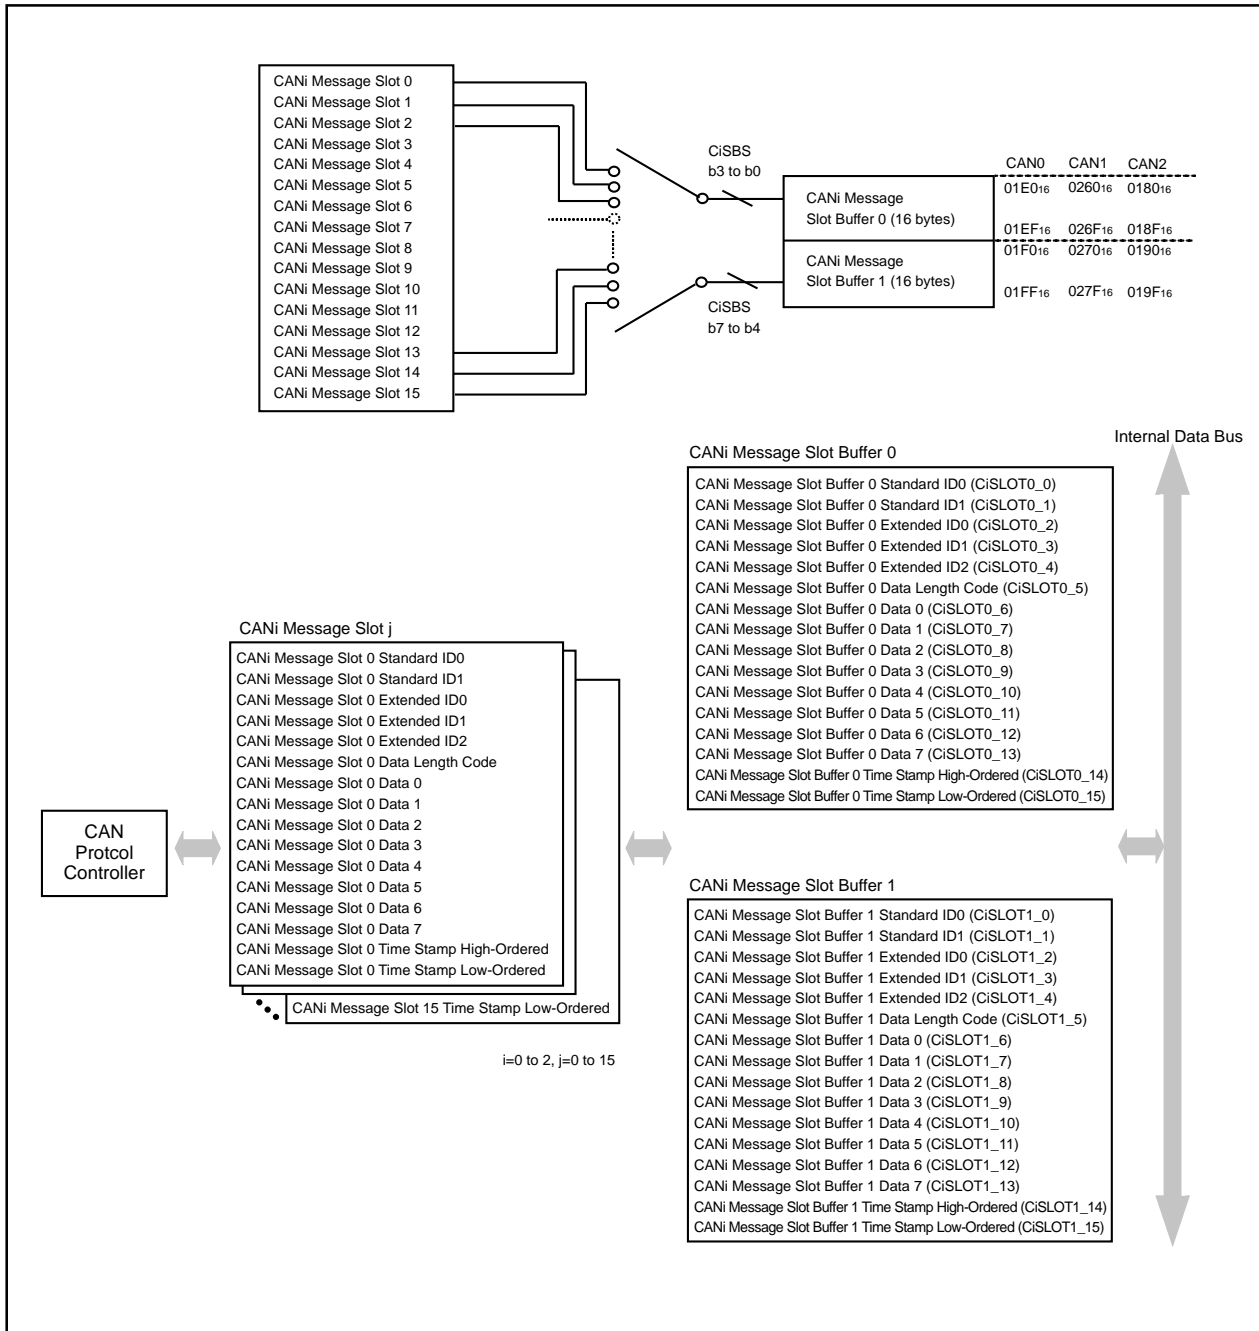 CANi Message Slot 0
CANi Message Slot 1
CANi Message Slot 2
CANi Message Slot 3
CANi Message Slot 4
CANi Message Slot 5
CANi Message Slot 6
CANi Message Slot 7
CANi Message Slot 8
CANi Message Slot 9
CANi Message Slot 10
CANi Message Slot 11
CANi Message Slot 12
CANi Message Slot 13
CANi Message Slot 14
CANi Message Slot 15
CiSBS
b3 to b0
CiSBS
b7 to b4
CANi Message
Slot Buffer 0 (16 bytes)
CANi Message
Slot Buffer 1 (16 bytes)
CAN0 CAN1 CAN2
01E016 026016 018016
01EF16 026F16 018F16
01F016 027016 019016
01FF16 027F16 019F16
Internal Data Bus
CANi Message Slot Buffer 0
CANi Message Slot Buffer 0 Standard ID0 (CiSLOT0_0)
CANi Message Slot Buffer 0 Standard ID1 (CiSLOT0_1)
CANi Message Slot Buffer 0 Extended ID0 (CiSLOT0_2)
CANi Message Slot Buffer 0 Extended ID1 (CiSLOT0_3)
CANi Message Slot Buffer 0 Extended ID2 (CiSLOT0_4)
CANi Message Slot Buffer 0 Data Length Code (CiSLOT0_5)
CANi Message Slot Buffer 0 Data 0 (CiSLOT0_6)
CANi Message Slot Buffer 0 Data 1 (CiSLOT0_7)
CANi Message Slot Buffer 0 Data 2 (CiSLOT0_8)
CANi Message Slot Buffer 0 Data 3 (CiSLOT0_9)
CANi Message Slot Buffer 0 Data 4 (CiSLOT0_10)
CANi Message Slot Buffer 0 Data 5 (CiSLOT0_11)
CANi Message Slot Buffer 0 Data 6 (CiSLOT0_12)
CANi Message Slot Buffer 0 Data 7 (CiSLOT0_13)
CANi Message Slot Buffer 0 Time Stamp High-Ordered (CiSLOT0_14)
CANi Message Slot Buffer 0 Time Stamp Low-Ordered (CiSLOT0_15)
CANi Message Slot j
CANi Message Slot 0 Standard ID0
CANi Message Slot 0 Standard ID1
CANi Message Slot 0 Extended ID0
CANi Message Slot 0 Extended ID1
CANi Message Slot 0 Extended ID2
CANi Message Slot 0 Data Length Code
CANi Message Slot 0 Data 0
CANi Message Slot 0 Data 1
CANi Message Slot 0 Data 2
CANi Message Slot 0 Data 3
CANi Message Slot 0 Data 4
CANi Message Slot 0 Data 5
CANi Message Slot 0 Data 6
CANi Message Slot 0 Data 7
CANi Message Slot 0 Time Stamp High-Ordered
CANi Message Slot 0 Time Stamp Low-Ordered
CANi Message Slot 15 Time Stamp Low-Ordered
CAN
Protcol
Controller
i=0 to 2, j=0 to 15
CANi Message Slot Buffer 1
CANi Message Slot Buffer 1 Standard ID0 (CiSLOT1_0)
CANi Message Slot Buffer 1 Standard ID1 (CiSLOT1_1)
CANi Message Slot Buffer 1 Extended ID0 (CiSLOT1_2)
CANi Message Slot Buffer 1 Extended ID1 (CiSLOT1_3)
CANi Message Slot Buffer 1 Extended ID2 (CiSLOT1_4)
CANi Message Slot Buffer 1 Data Length Code (CiSLOT1_5)
CANi Message Slot Buffer 1 Data 0 (CiSLOT1_6)
CANi Message Slot Buffer 1 Data 1 (CiSLOT1_7)
CANi Message Slot Buffer 1 Data 2 (CiSLOT1_8)
CANi Message Slot Buffer 1 Data 3 (CiSLOT1_9)
CANi Message Slot Buffer 1 Data 4 (CiSLOT1_10)
CANi Message Slot Buffer 1 Data 5 (CiSLOT1_11)
CANi Message Slot Buffer 1 Data 6 (CiSLOT1_12)
CANi Message Slot Buffer 1 Data 7 (CiSLOT1_13)
CANi Message Slot Buffer 1 Time Stamp High-Ordered (CiSLOT1_14)
CANi Message Slot Buffer 1 Time Stamp Low-Ordered (CiSLOT1_15)